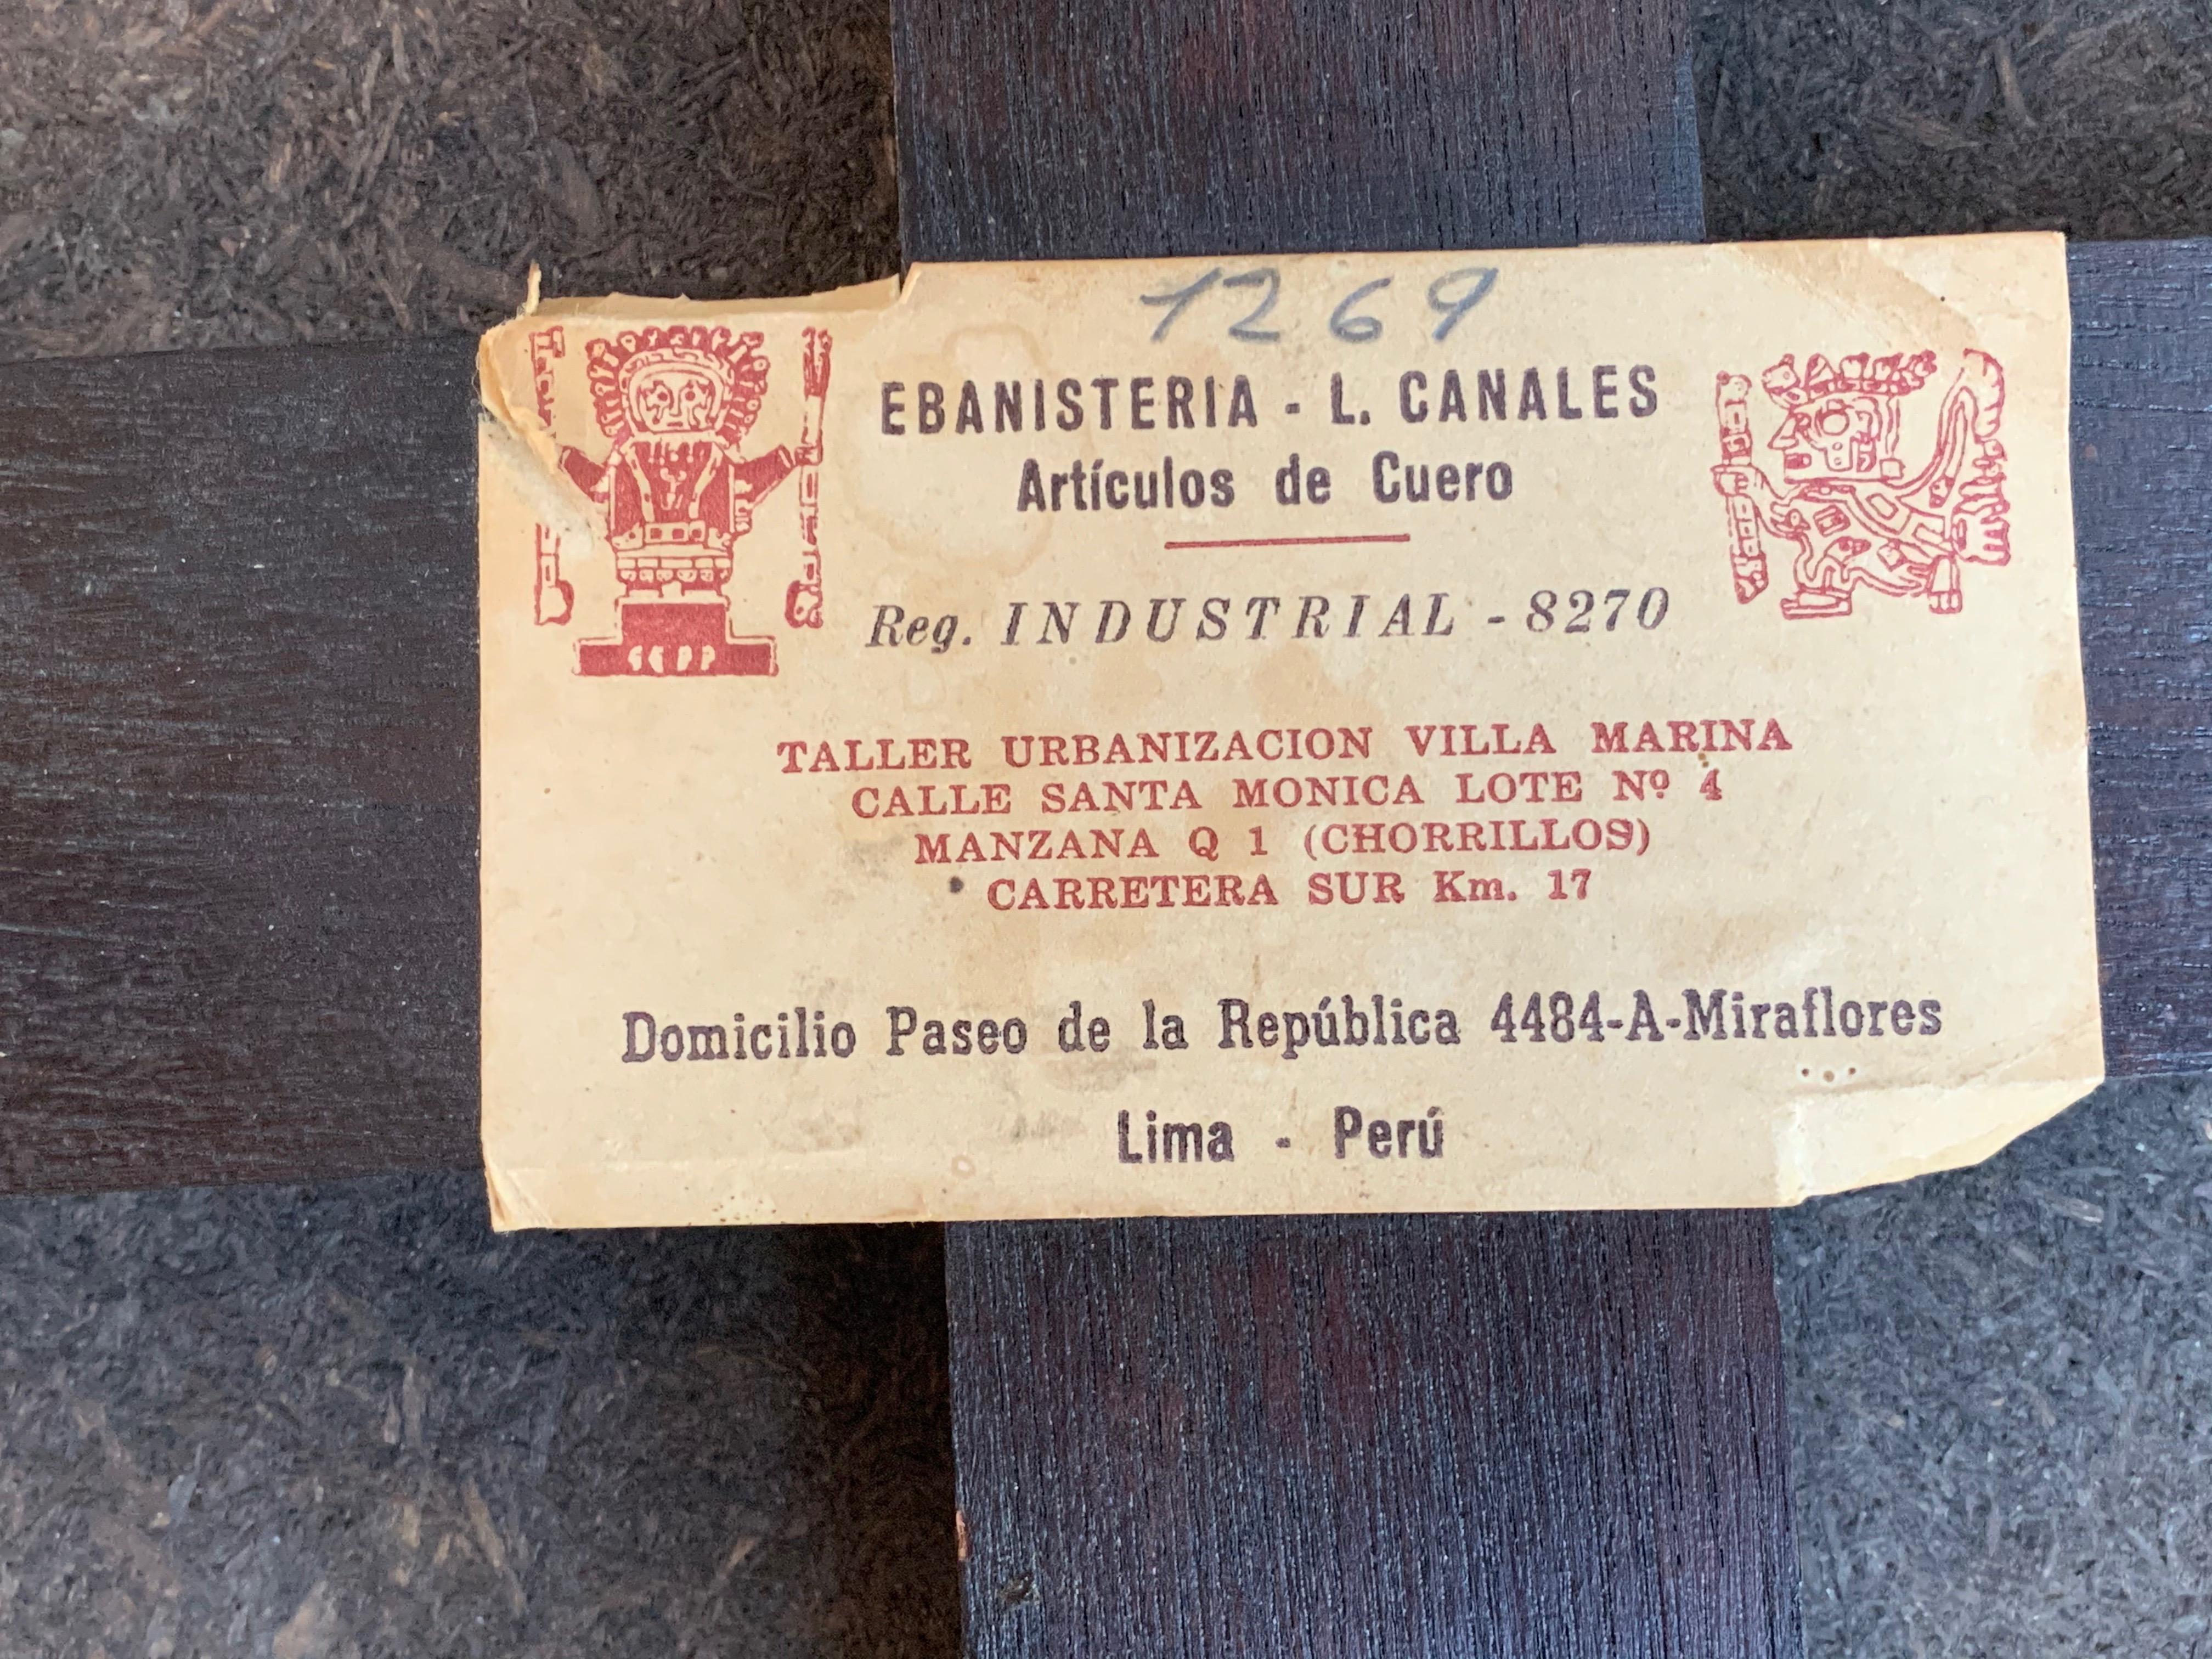 1269
EBANISTERIA - L. CANALES
Artículos de Cuero
Reg. INDUSTRIAL - 8270
TALLER URBANIZACION VILLA MARINA
CALLE SANTA MONICA LOTE Nº 4
MANZANA Q 1 (CHORRILLOS)
CARRETERA SUR Km. 17
Domicilio Paseo de la República 4484-A-Miraflores
Lima - Perú